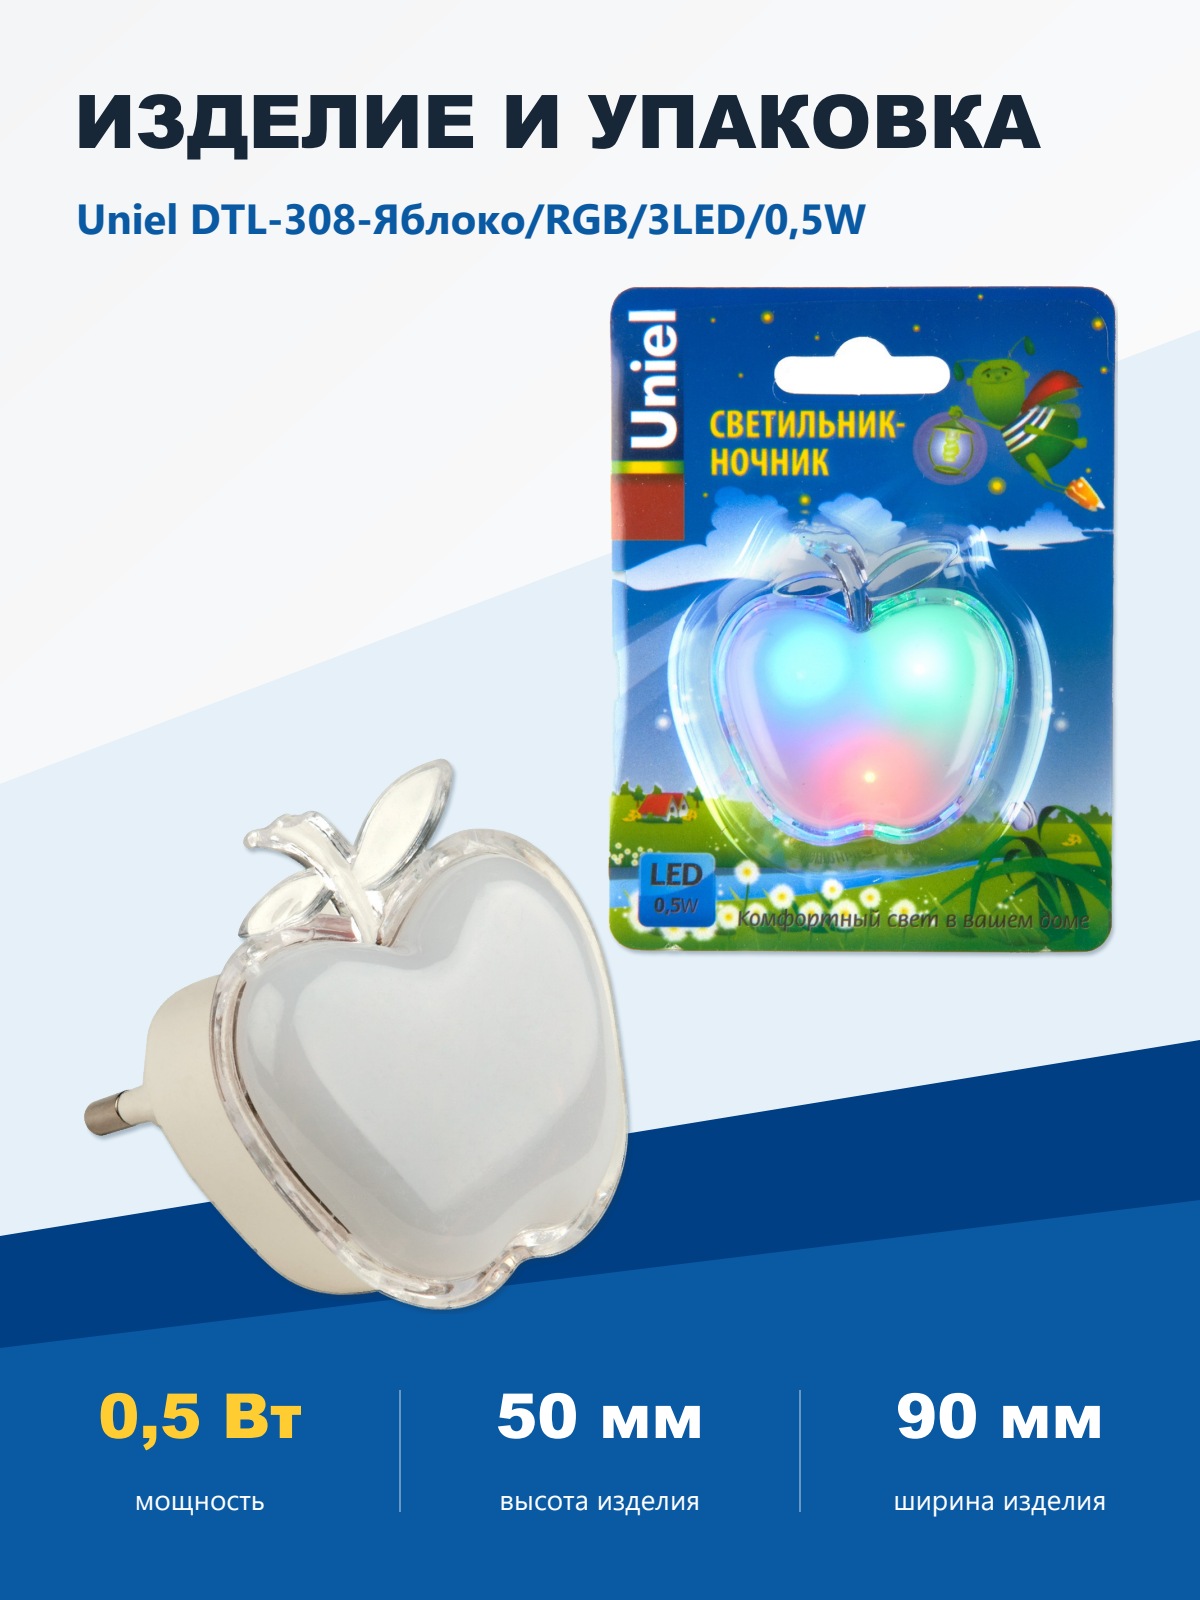 ИЗДЕЛИЕ И УПАКОВКА
Uniel DTL-308-Яблоко/RGB/3LED/0,5W
Uniel
СВЕТИЛЬНИК-
НОЧНИК
LED
0,5W
Комфортный свет в вашем доме
0,5 Вт
мощность
50 мм
высота изделия
90 мм
ширина изделия